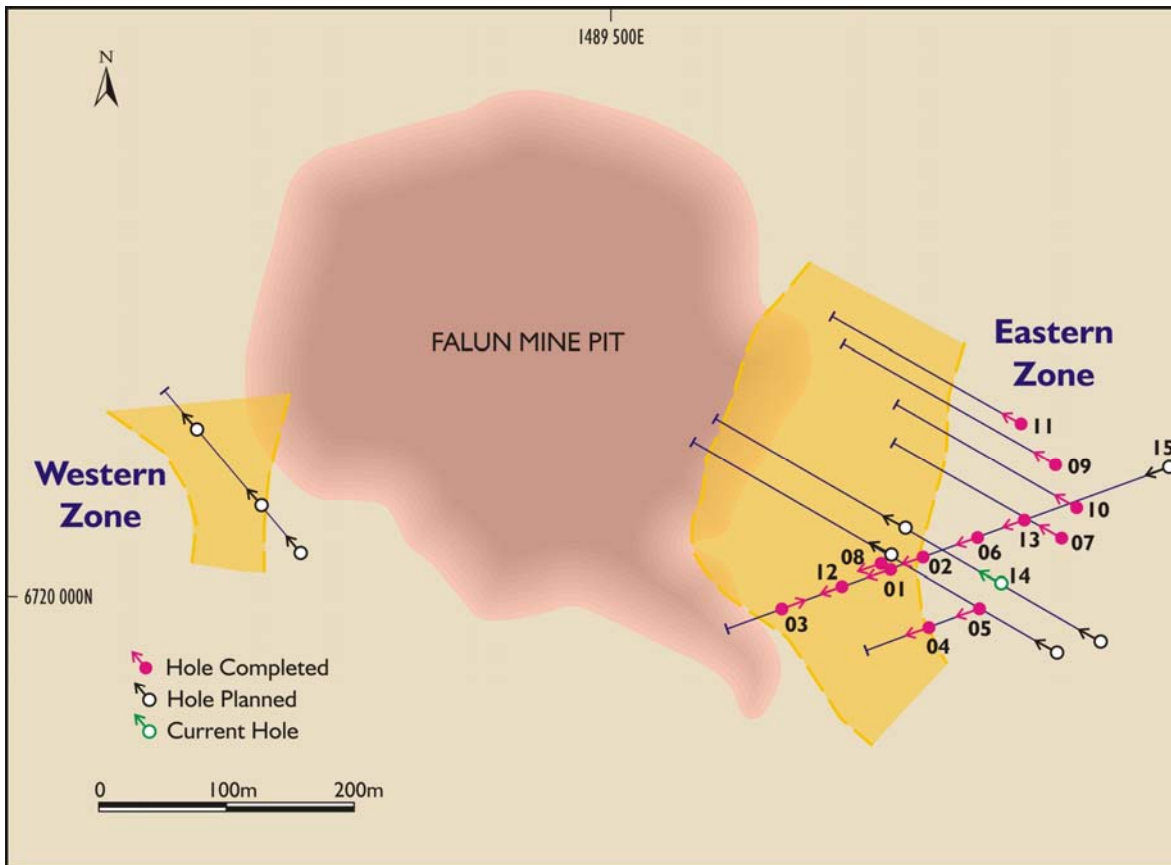 1489 500E
N
FALUN MINE PIT
Eastern
Zone
11
09
15
Western
Zone
10
13
07
06
08
02
12
01
14
6720 000N
03
05
04
Hole Completed
Hole Planned
Current Hole
0 100m 200m